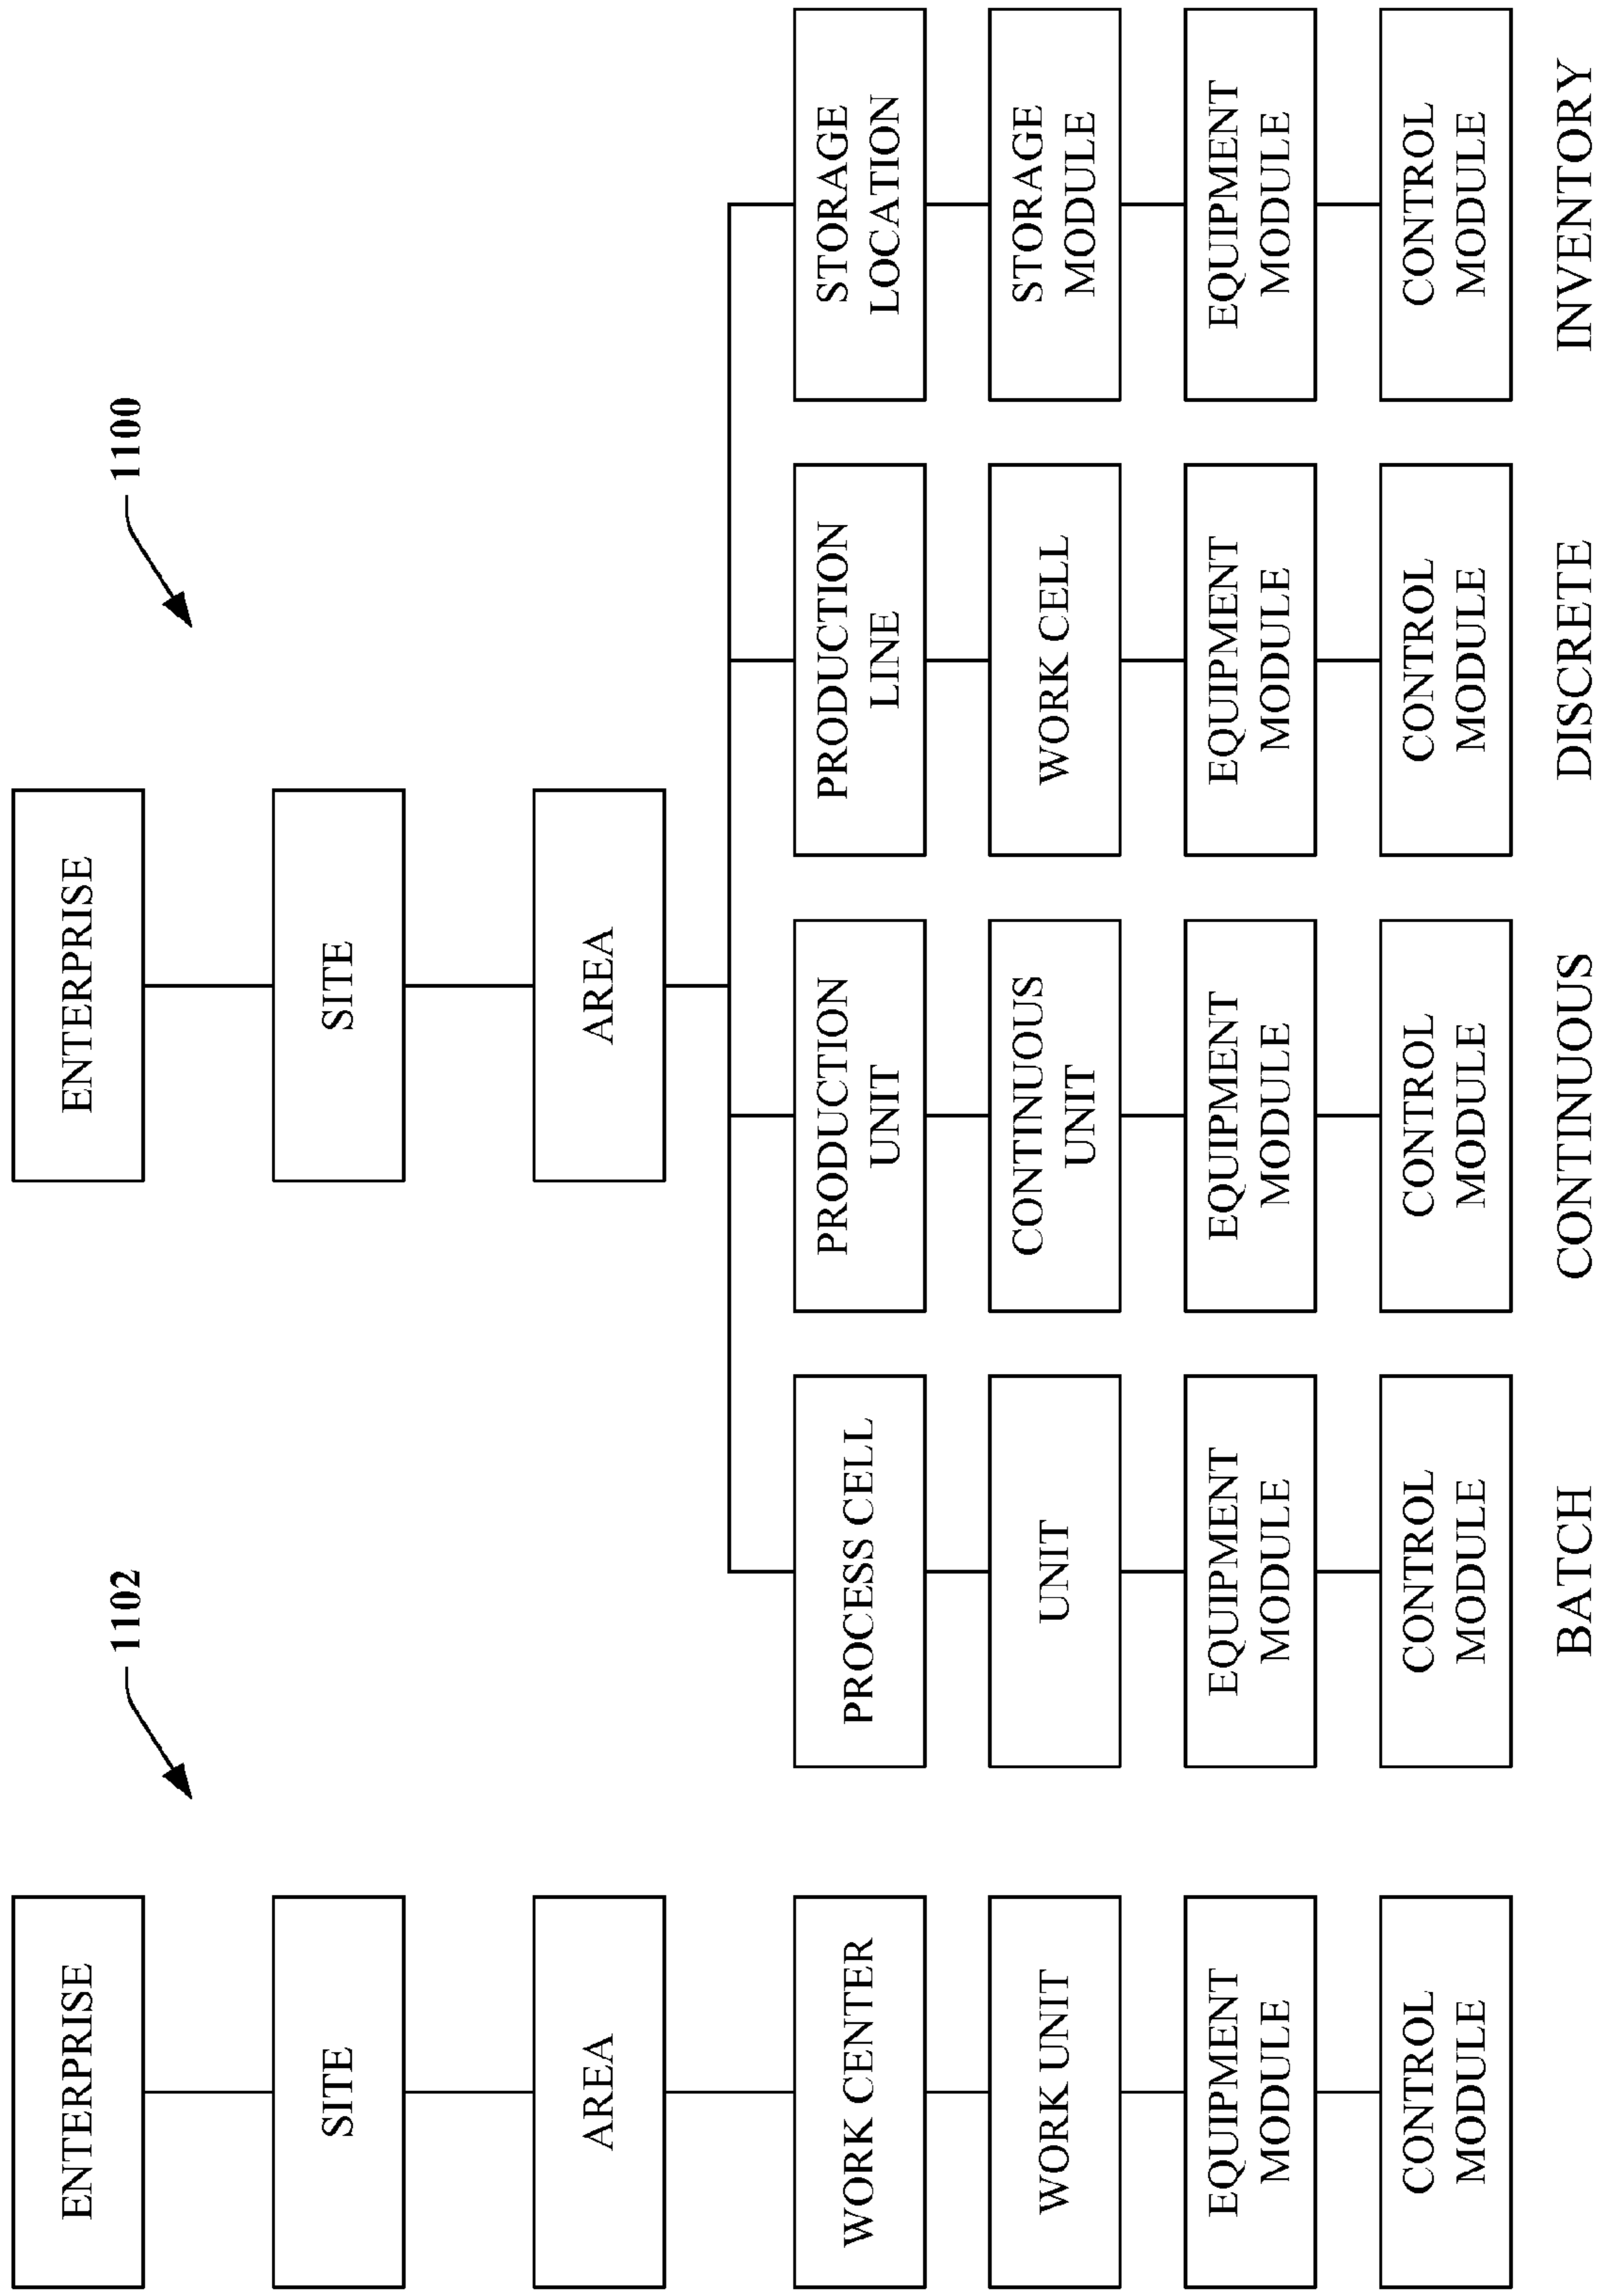 1102
1100
ENTERPRISE
ENTERPRISE
SITE
SITE
AREA
AREA
WORK CENTER
PROCESS CELL
PRODUCTION
UNIT
PRODUCTION
LINE
STORAGE
LOCATION
WORK UNIT
UNIT
CONTINUOUS
UNIT
WORK CELL
STORAGE
MODULE
EQUIPMENT
MODULE
EQUIPMENT
MODULE
EQUIPMENT
MODULE
EQUIPMENT
MODULE
EQUIPMENT
MODULE
CONTROL
MODULE
CONTROL
MODULE
CONTROL
MODULE
CONTROL
MODULE
CONTROL
MODULE
BATCH
CONTINUOUS
DISCRETE
INVENTORY